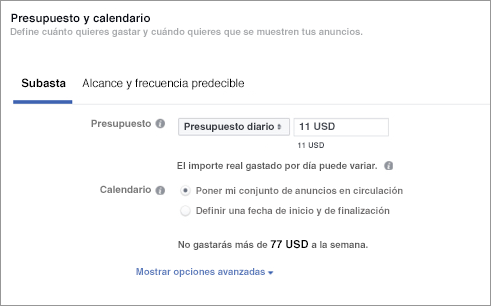 Presupuesto y calendario
Define cuánto quieres gastar y cuándo quieres que se muestren tus anuncios.
Subasta Alcance y frecuencia predecible
Presupuesto Presupuesto diario 11 USD
11 USD
El importe real gastado por día puede variar.
Calendario Poner mi conjunto de anuncios en circulación
Definir una fecha de inicio y de finalización
No gastarás más de 77 USD a la semana.
Mostrar opciones avanzadas